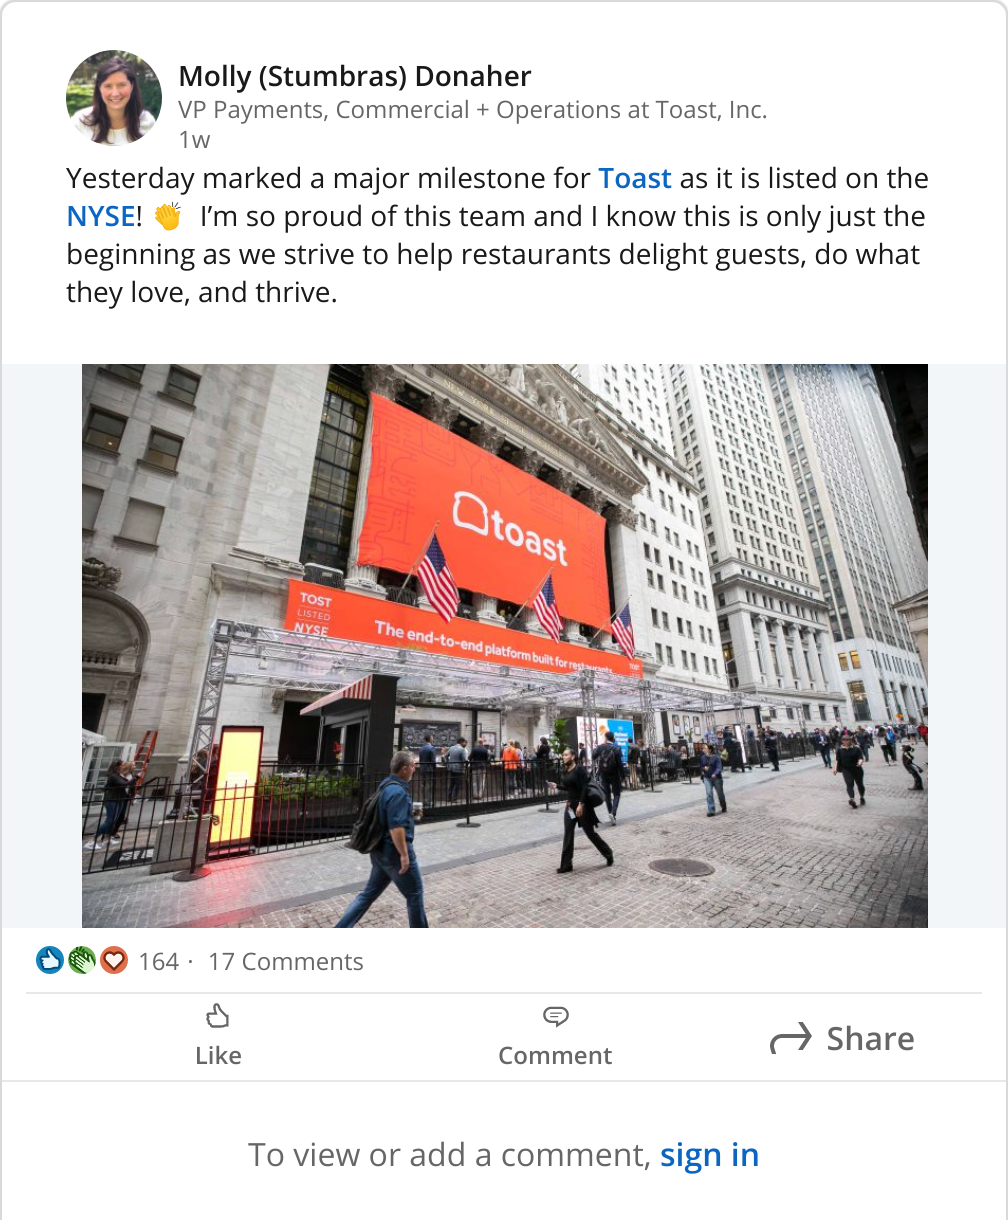 Molly (Stumbras) Donaher
VP Payments, Commercial + Operations at Toast, Inc.
1w
Yesterday marked a major milestone for Toast as it is listed on the
NYSE! 👏 I’m so proud of this team and I know this is only just the
beginning as we strive to help restaurants delight guests, do what
they love, and thrive.
toast
TOST
LISTED
NYSE
The end-to-end platform built for restaurants
164 · 17 Comments
Like
Comment
Share
To view or add a comment, sign in